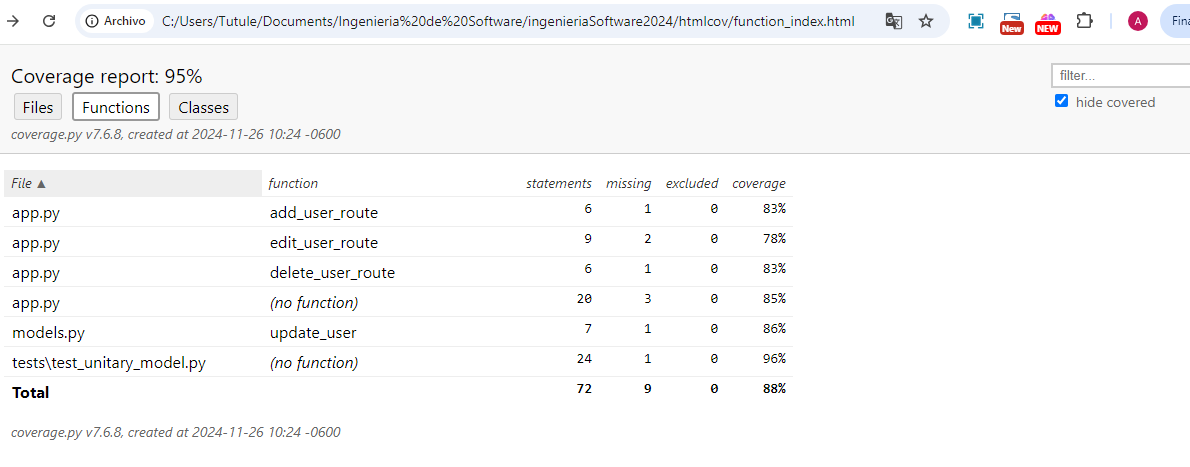 Archivo C:/Users/Tutule/Documents/Ingenieria%20de%20Software/ingenieriaSoftware2024/htmlcov/function_index.html New NEW A Fina
Coverage report: 95%
filter...
Files Functions Classes
hide covered
coverage.py v7.6.8, created at 2024-11-26 10:24 -0600
File ▲ function statements missing excluded coverage
app.py add_user_route 6 1 0 83%
app.py edit_user_route 9 2 0 78%
app.py delete_user_route 6 1 0 83%
app.py (no function) 20 3 0 85%
models.py update_user 7 1 0 86%
tests\test_unitary_model.py (no function) 24 1 0 96%
Total 72 9 0 88%
coverage.py v7.6.8, created at 2024-11-26 10:24 -0600